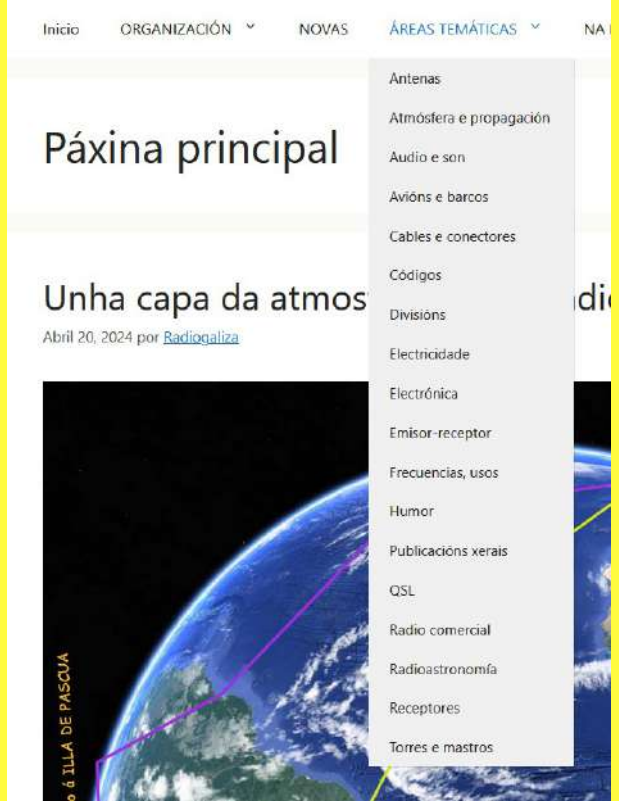 Inicio ORGANIZACIÓN NOVAS ÁREAS TEMÁTICAS NA
Páxina principal
Unha capa da
Abril 20, 2024 por Radiogaliza
Antenas
Atmósfera e propagación
Audio e son
Avións e barcos
Cables e conectores
Códigos
Divisións
Electricidade
Electrónica
Emisor-receptor
Frecuencias, usos
Humor
Publicacións xerais
QSL
Radio comercial
Radioastronomía
Receptores
Torres e mastros
á ILLA DE PASCUA